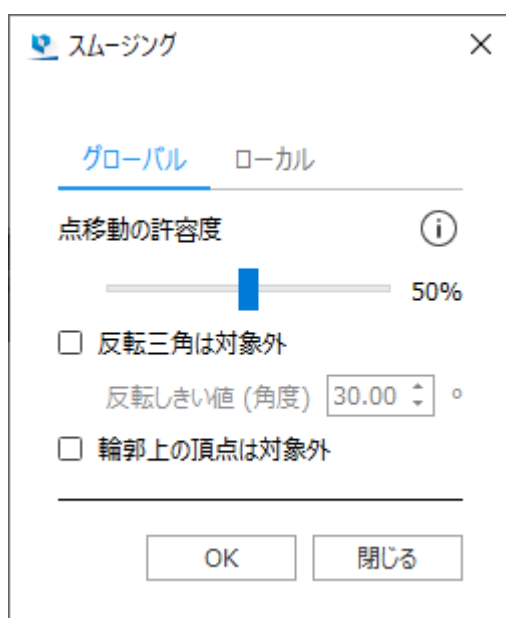 スムージング
グローバル ローカル
点移動の許容度
50%
反転三角は対象外
反転しきい値 (角度) 30.00 °
輪郭上の頂点は対象外
OK 閉じる